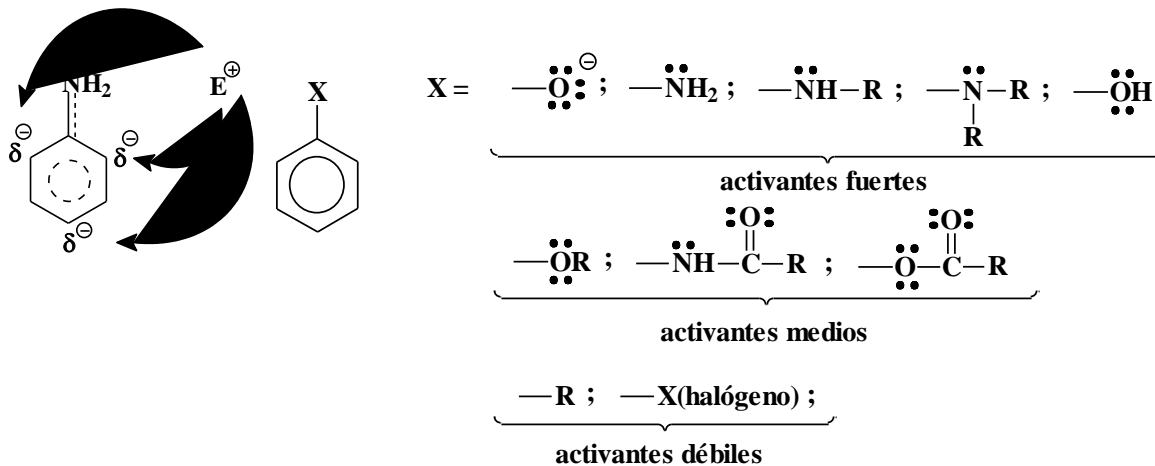 NH₂ E⊕ X
δ⊖ δ⊖
δ⊖
X = —O⊖ ; —NH₂ ; —NH—R ; —N—R ; —OH
R
activantes fuertes
O O
—OR ; —NH—C—R ; —O—C—R
activantes medios
—R ; —X(halógeno) ;
activantes débiles